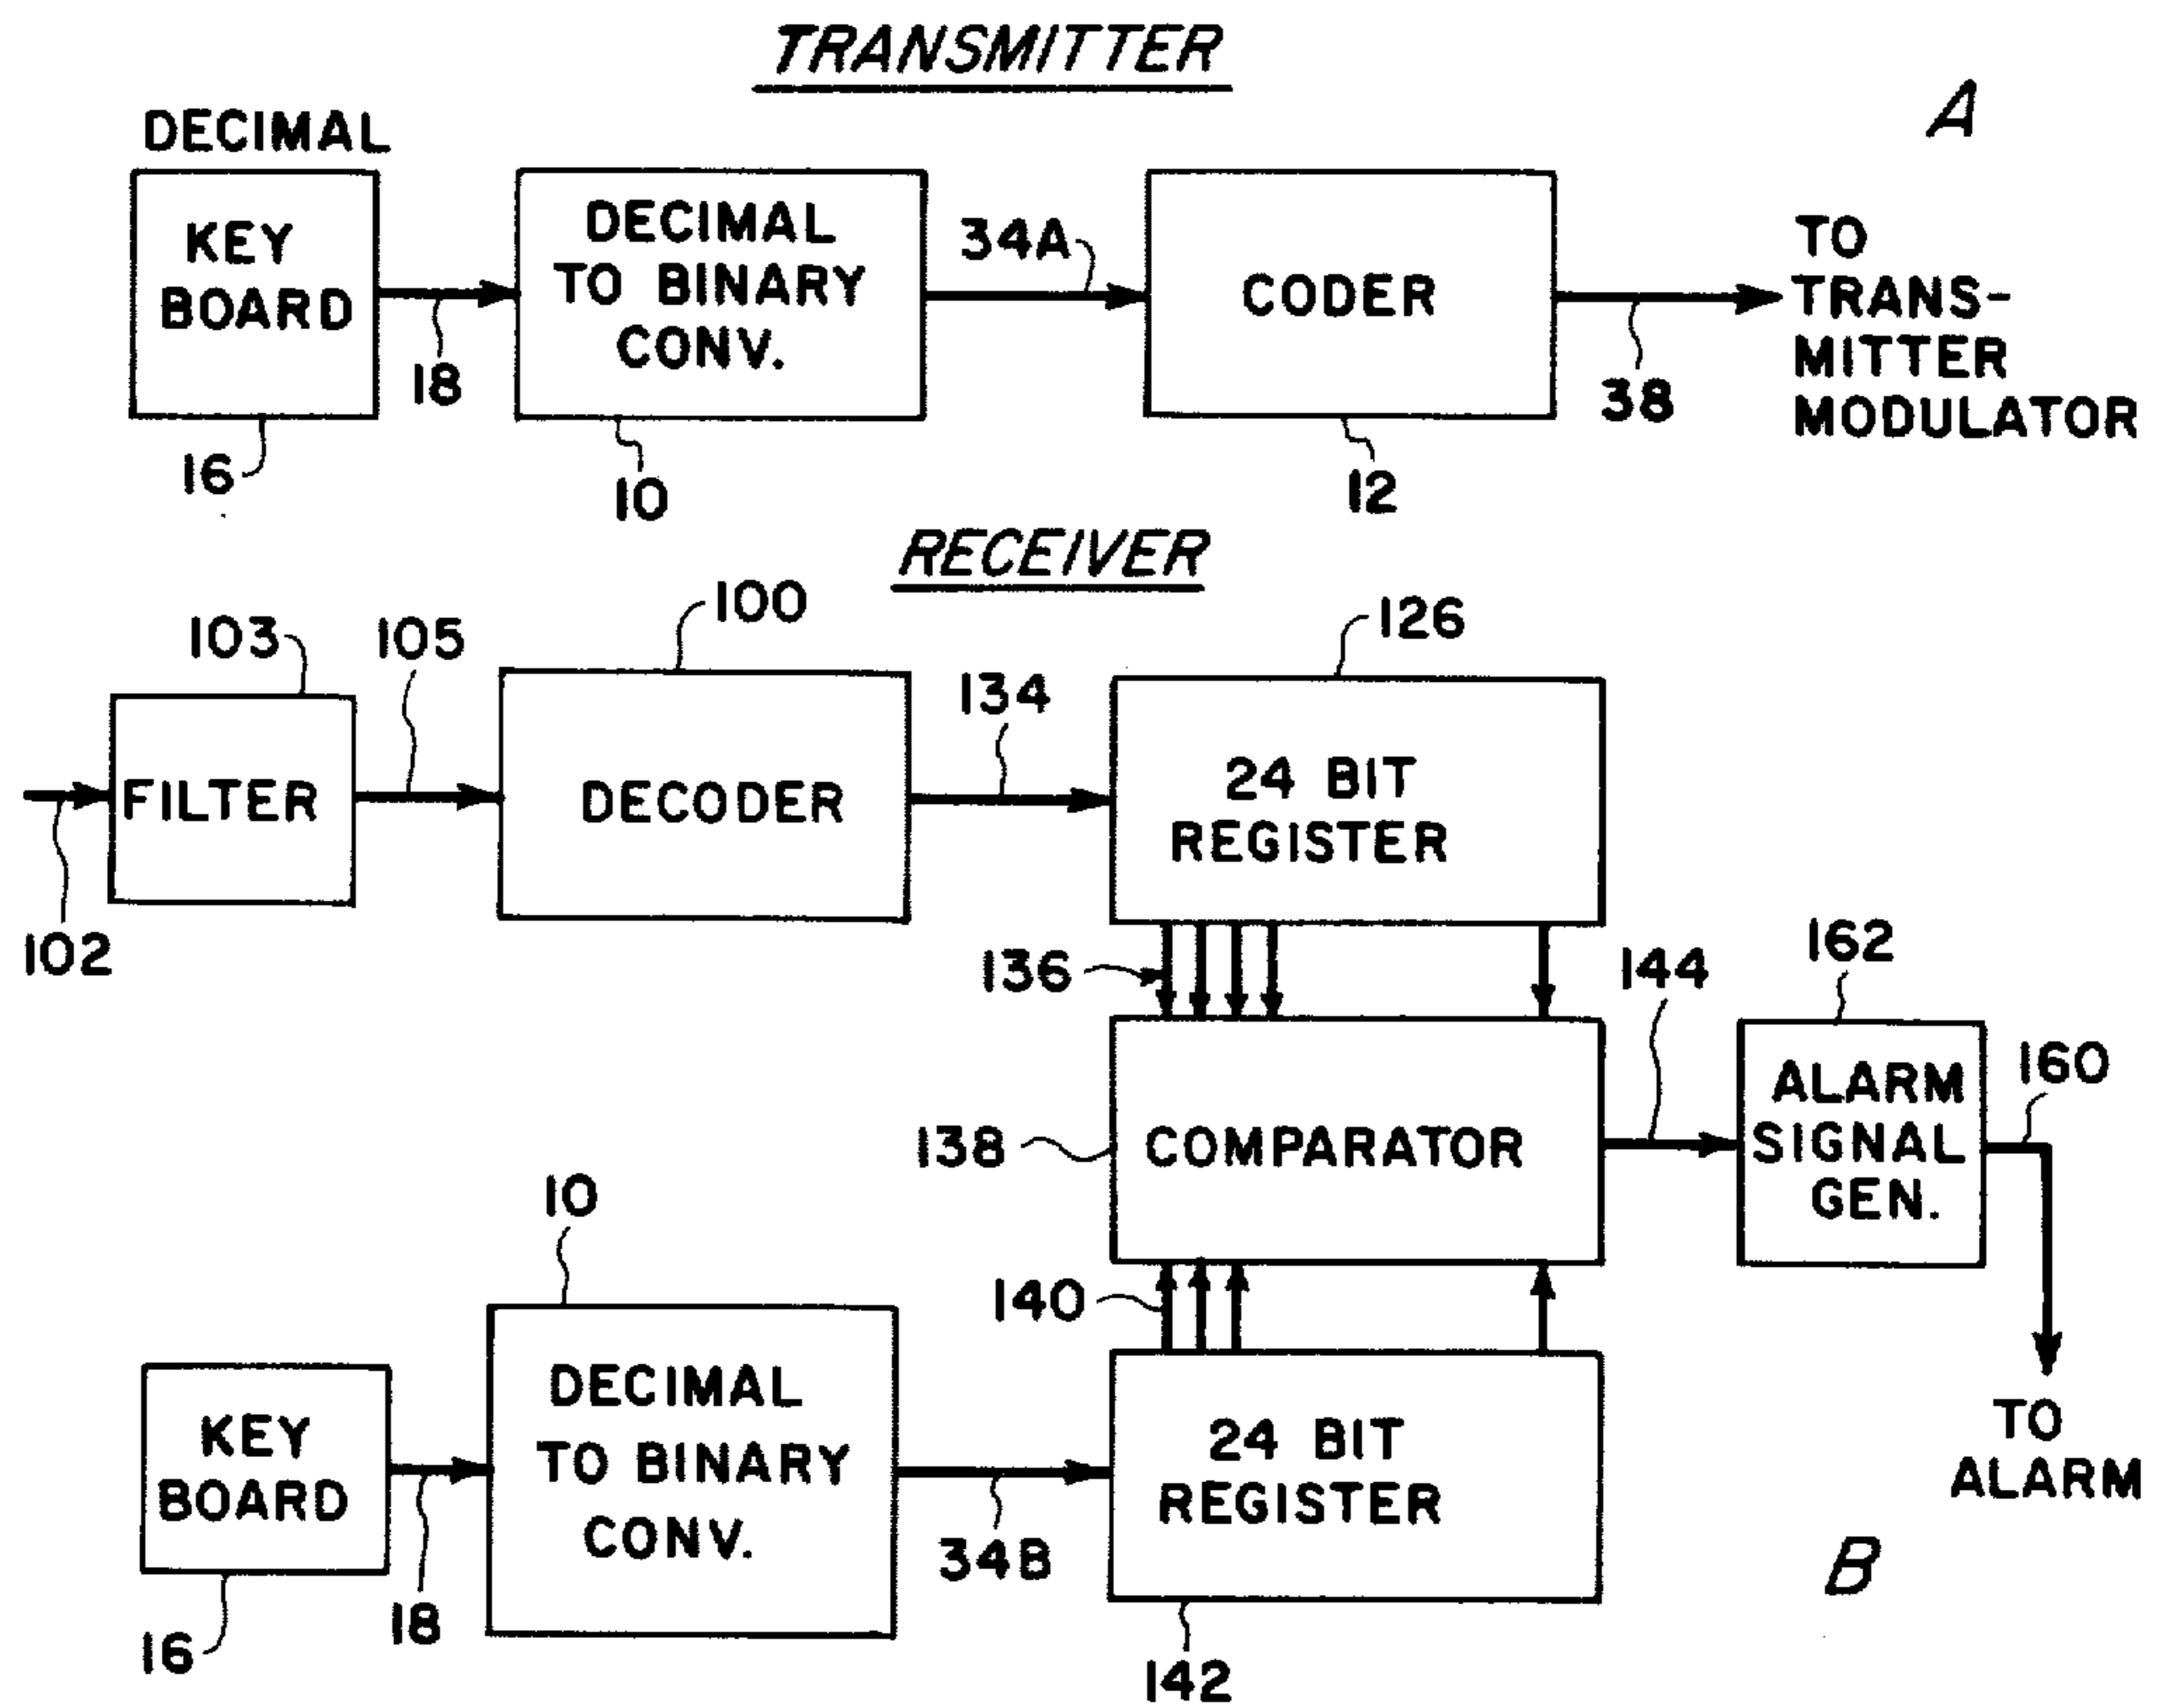 TRANSMITTER
A
DECIMAL
KEY
BOARD
18
16
DECIMAL
TO BINARY
CONV.
10
34A
CODER
12
38
TO
TRANS-
MITTER
MODULATOR
RECEIVER
102
103
FILTER
105
100
DECODER
134
126
24 BIT
REGISTER
136
138
COMPARATOR
144
162
ALARM
SIGNAL
GEN.
160
TO
ALARM
140
KEY
BOARD
16
18
10
DECIMAL
TO BINARY
CONV.
34B
24 BIT
REGISTER
142
B